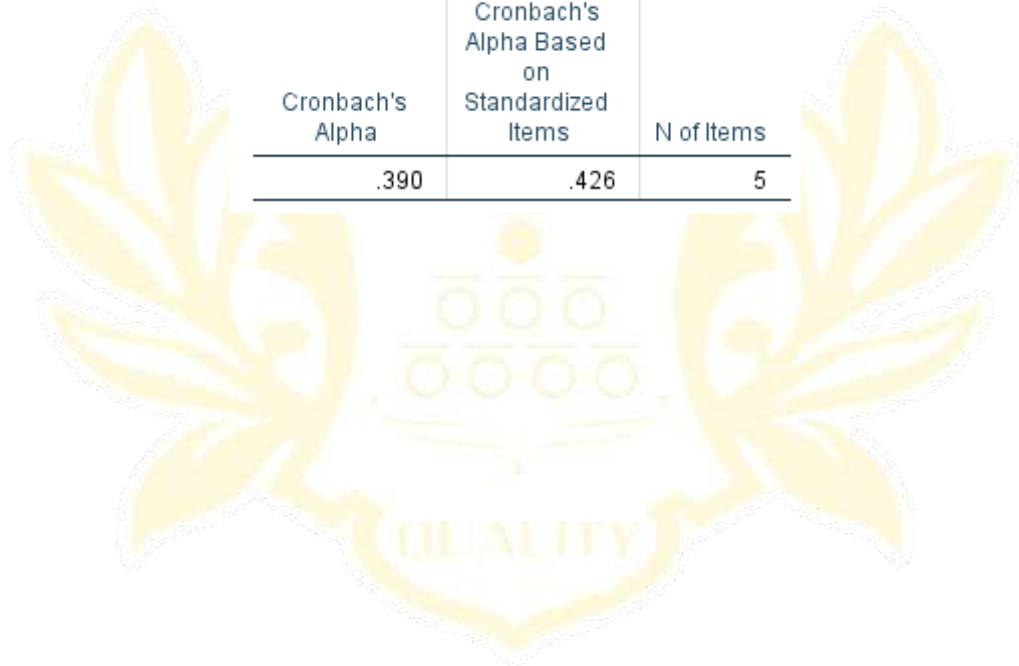 Cronbach's
Alpha Based
on
Cronbach's Standardized
Alpha Items N of Items
.390 .426 5
QUALITY